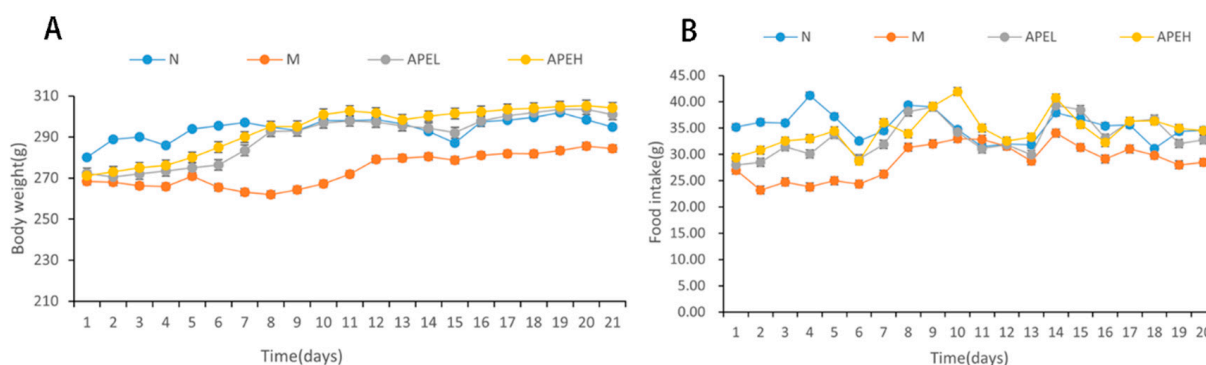 A
N M APEL APEH
310
290
270
250
230
210
Body weight(g)
1 2 3 4 5 6 7 8 9 10 11 12 13 14 15 16 17 18 19 20 21
Time(days)
B
N M APEL APEH
45.00
40.00
35.00
30.00
25.00
20.00
15.00
10.00
5.00
0.00
Food intake(g)
1 2 3 4 5 6 7 8 9 10 11 12 13 14 15 16 17 18 19 20
Time(days)